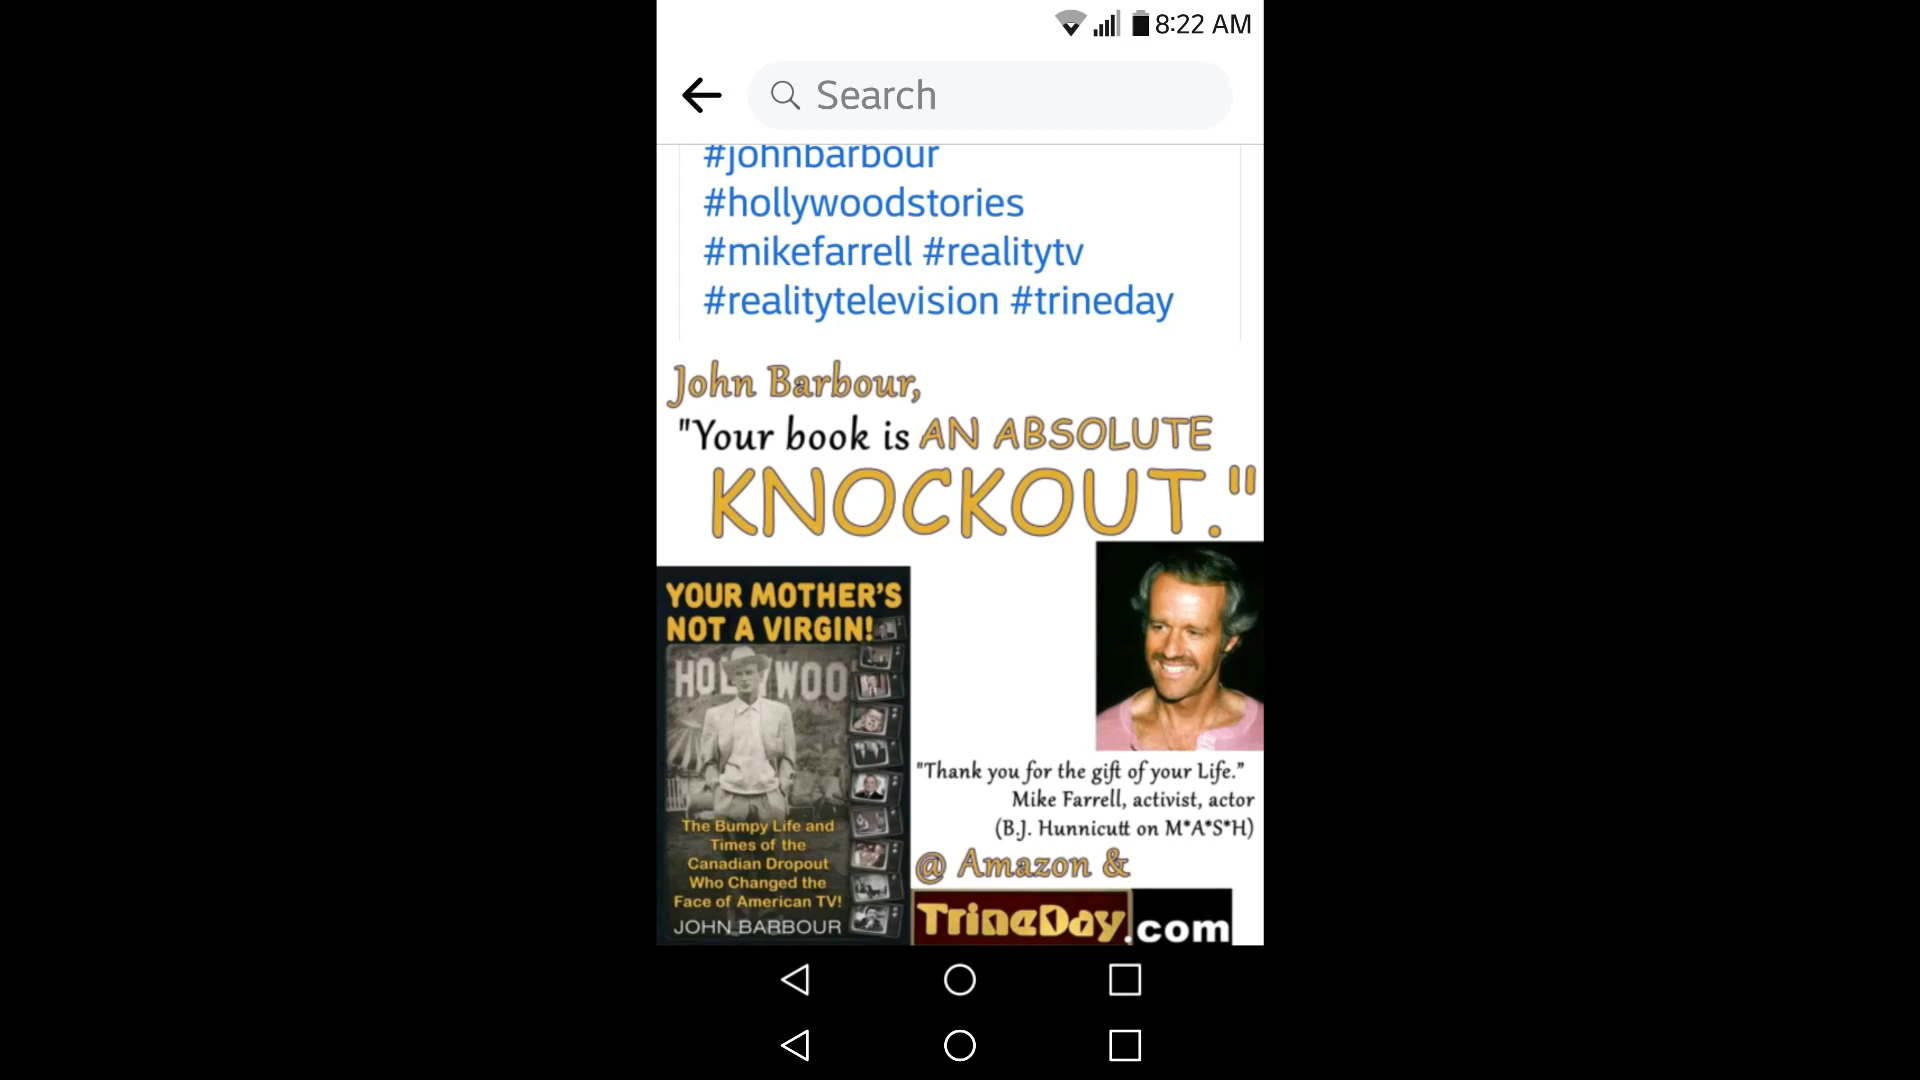 8:22 AM
Search
#johnbarbour
#hollywoodstories
#mikefarrell #realitytv
#realitytelevision #trineday
John Barbour,
"Your book is AN ABSOLUTE
KNOCKOUT."
YOUR MOTHER'S
NOT A VIRGIN!
HOLLYWOO
The Bumpy Life and
Times of the
Canadian Dropout
Who Changed the
Face of American TV!
JOHN BARBOUR
"Thank you for the gift of your Life.”
Mike Farrell, activist, actor
(B.J. Hunnicutt on M*A*S*H)
@ Amazon &
TrineDay.com